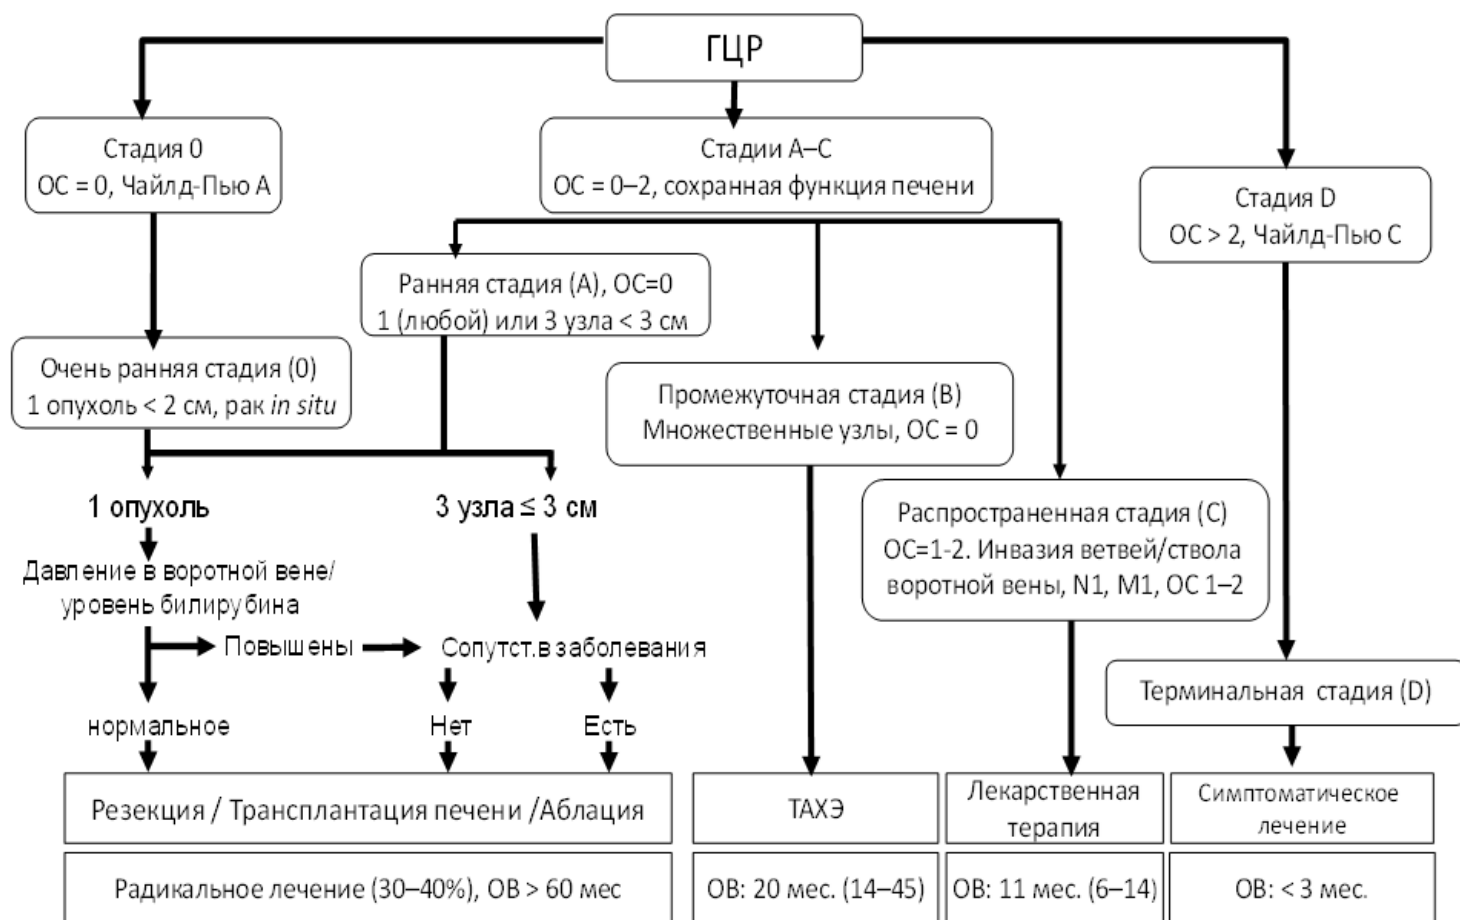 ГЦР
Стадия 0
ОС = 0, Чайлд-Пью А
Стадии А–С
ОС = 0–2, сохранная функция печени
Стадия D
ОС > 2, Чайлд-Пью С
Ранняя стадия (А), ОС=0
1 (любой) или 3 узла < 3 см
Очень ранняя стадия (0)
1 опухоль < 2 см, рак in situ
Промежуточная стадия (В)
Множественные узлы, ОС = 0
Распространенная стадия (С)
ОС=1-2. Инвазия ветвей/ствола
воротной вены, N1, М1, ОС 1–2
1 опухоль
3 узла ≤ 3 см
Давление в воротной вене/
уровень билирубина
Повышены
Сопутст.в заболевания
Терминальная стадия (D)
нормальное
Нет
Есть
Резекция / Трансплантация печени /Аблация
ТАХЭ
Лекарственная
терапия
Симптоматическое
лечение
Радикальное лечение (30–40%), ОВ > 60 мес
ОВ: 20 мес. (14–45)
ОВ: 11 мес. (6–14)
ОВ: < 3 мес.